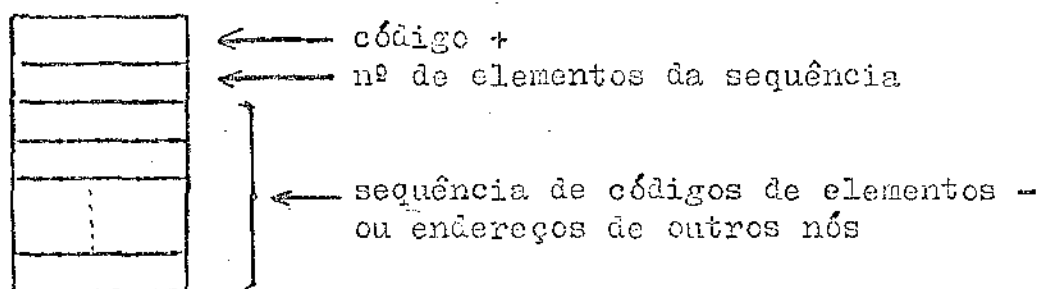 código +
nº de elementos da sequência
sequência de códigos de elementos -
ou endereços de outros nós